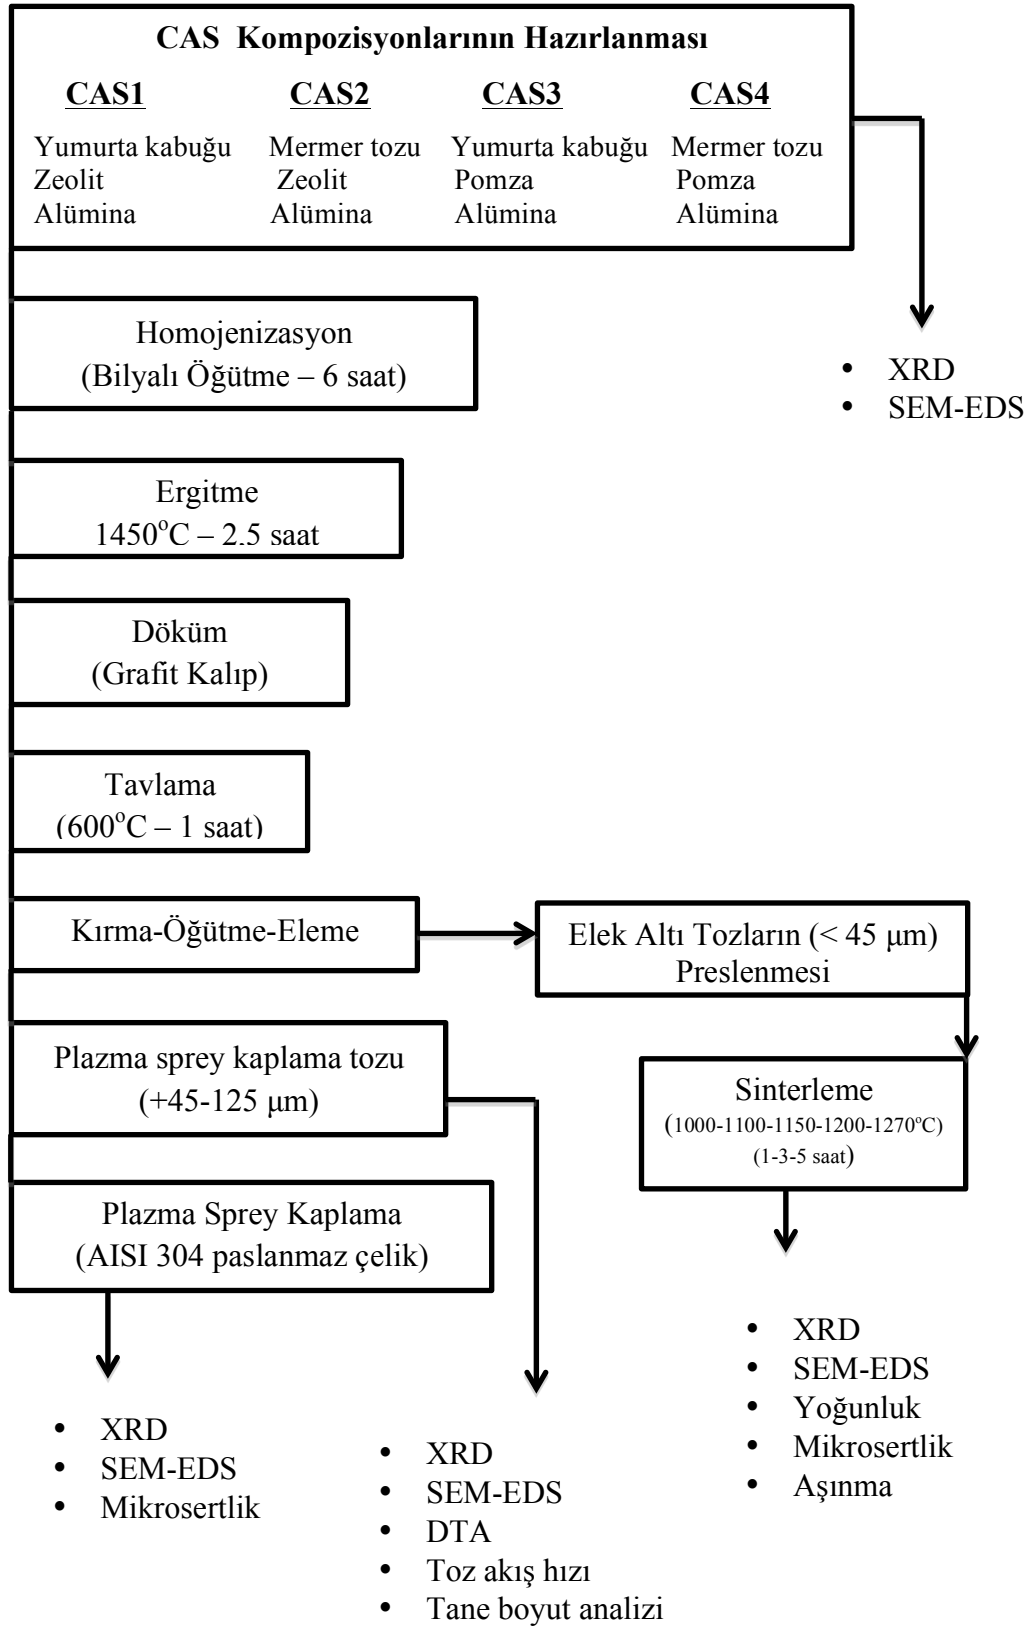 CAS Kompozisyonlarının Hazırlanması
CAS1 CAS2 CAS3 CAS4
Yumurta kabuğu Mermer tozu Yumurta kabuğu Mermer tozu
Zeolit Zeolit Pomza Pomza
Alümina Alümina Alümina Alümina
Homojenizasyon
(Bilyalı Öğütme – 6 saat)
• XRD
• SEM-EDS
Ergitme
1450°C – 2.5 saat
Döküm
(Grafit Kalıp)
Tavlama
(600°C – 1 saat)
Kırma-Öğütme-Eleme
Elek Altı Tozların (< 45 µm)
Preslenmesi
Plazma sprey kaplama tozu
(+45-125 µm)
Sinterleme
(1000-1100-1150-1200-1270°C)
(1-3-5 saat)
Plazma Sprey Kaplama
(AISI 304 paslanmaz çelik)
• XRD
• SEM-EDS
• Mikrosertlik
• XRD
• SEM-EDS
• DTA
• Toz akış hızı
• Tane boyut analizi
• XRD
• SEM-EDS
• Yoğunluk
• Mikrosertlik
• Aşınma